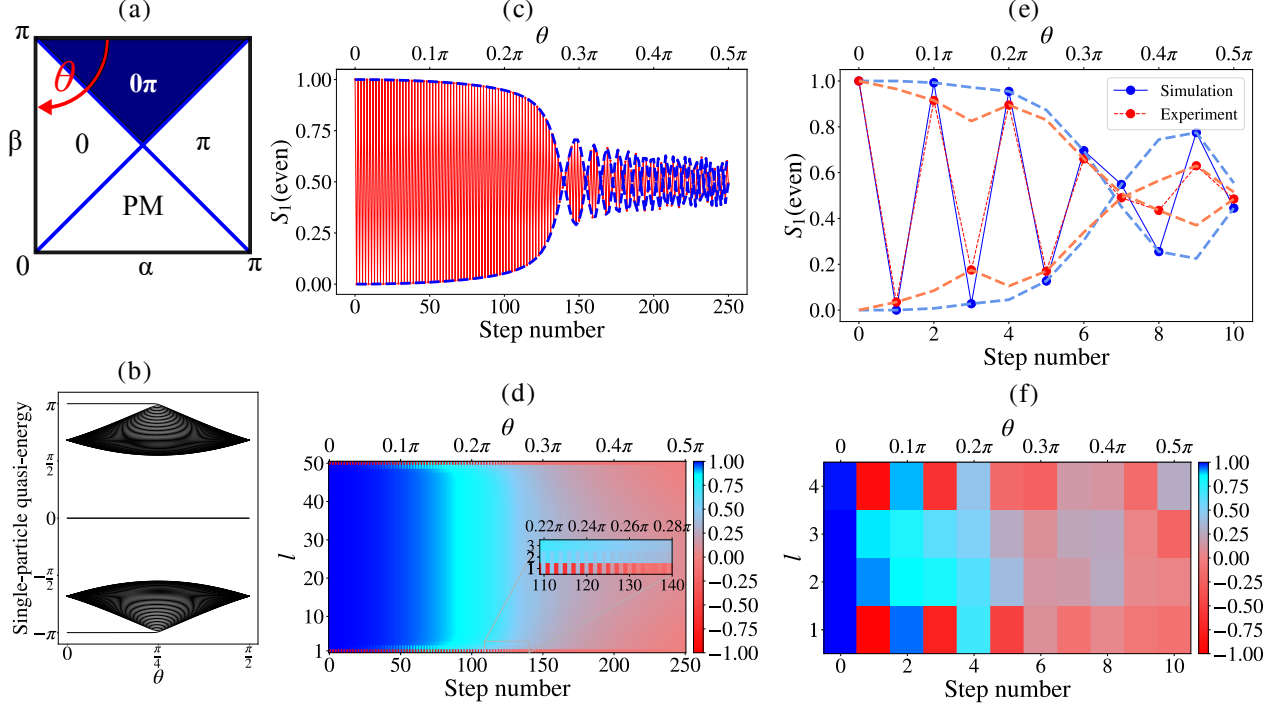 (a)
π
θ
0π
β
0
π
PM
0
α
π
(b)
Single-particle quasi-energy
π
π/2
0
−π/2
−π
0
π/4
π/2
θ
(c)
θ
0 0.1π 0.2π 0.3π 0.4π 0.5π
S₁(even)
1.00
0.75
0.50
0.25
0.00
0 50 100 150 200 250
Step number
(d)
θ
0 0.1π 0.2π 0.3π 0.4π 0.5π
l
50
40
30
20
10
1
0.22π 0.24π 0.26π 0.28π
3
2
1
110 120 130 140
0 50 100 150 200 250
Step number
1.00
0.75
0.50
0.25
0.00
−0.25
−0.50
−0.75
−1.00
(e)
θ
0 0.1π 0.2π 0.3π 0.4π 0.5π
S₁(even)
1.0
0.8
0.6
0.4
0.2
0.0
Simulation
Experiment
0 2 4 6 8 10
Step number
(f)
θ
0 0.1π 0.2π 0.3π 0.4π 0.5π
l
4
3
2
1
0 2 4 6 8 10
Step number
1.00
0.75
0.50
0.25
0.00
−0.25
−0.50
−0.75
−1.00